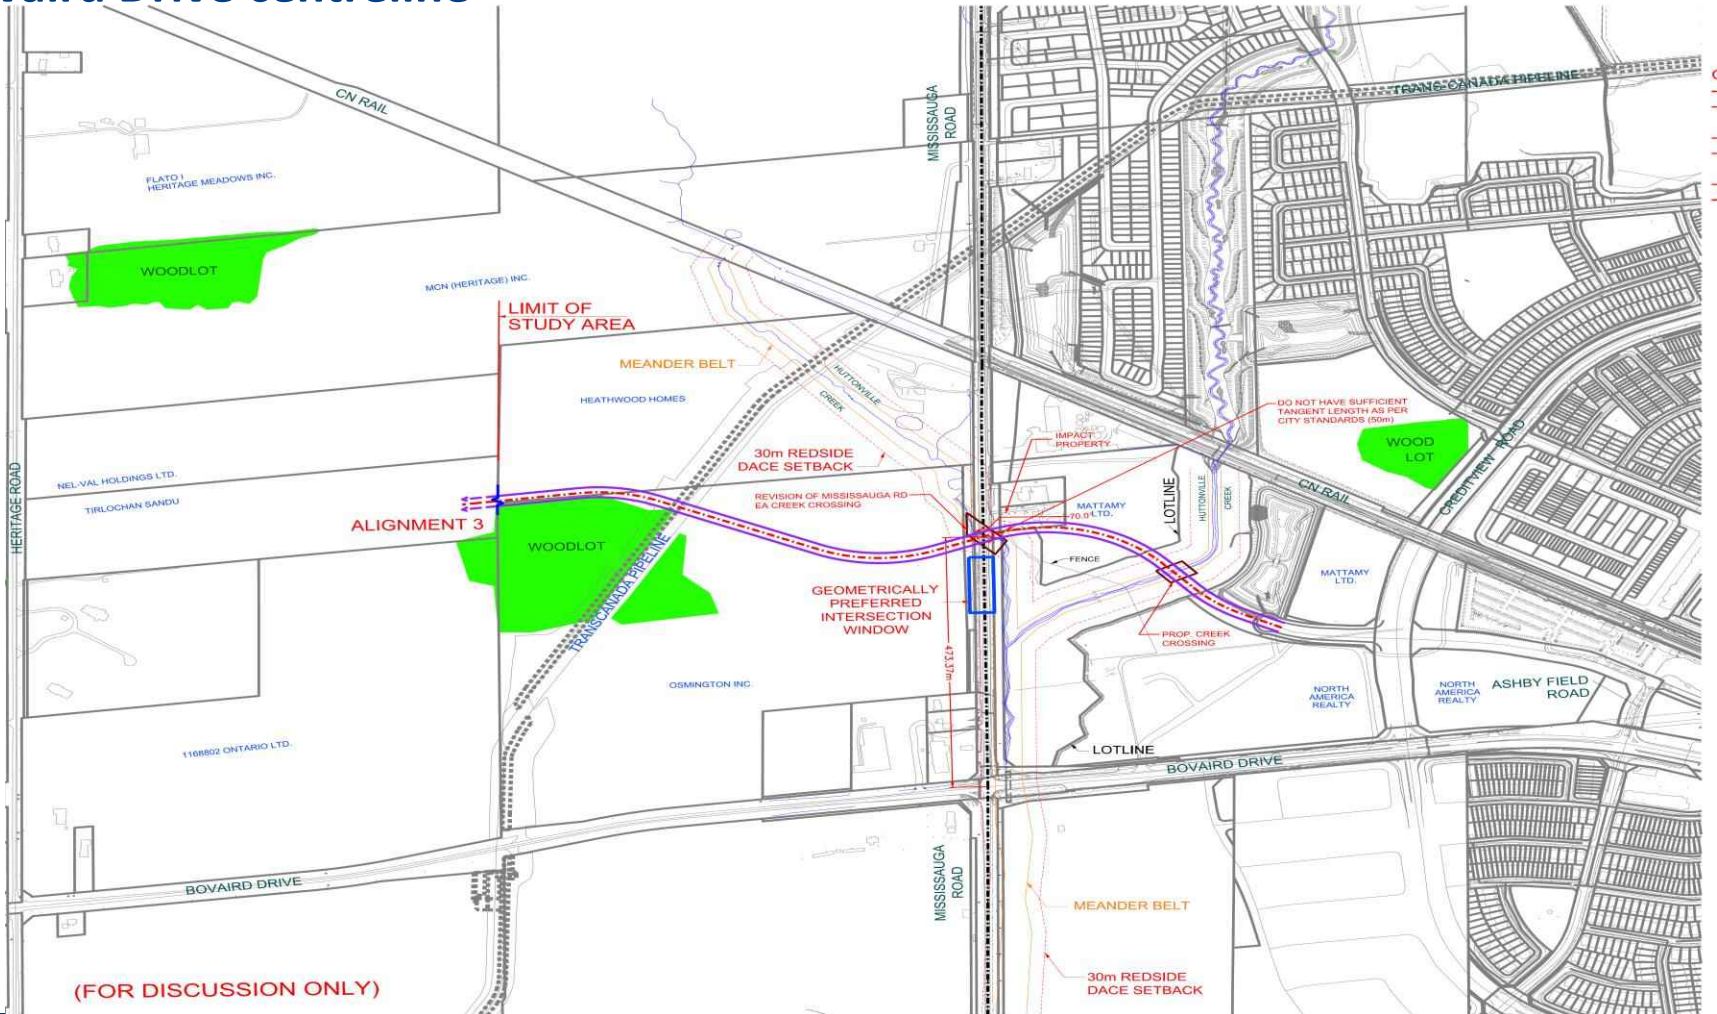 CN RAIL
MISSISSAUGA
ROAD
TRANS-CANADA PIPELINE
FLATO I
HERITAGE MEADOWS INC.
WOODLOT
MCN (HERITAGE) INC.
LIMIT OF
STUDY AREA
MEANDER BELT
HUTTONVILLE
CREEK
HEATHWOOD HOMES
DO NOT HAVE SUFFICIENT
TANGENT LENGTH AS PER
CITY STANDARDS (50m)
WOOD
LOT
CREDITVIEW ROAD
IMPACT
PROPERTY
30m REDSIDE
DACE SETBACK
HERITAGE ROAD
NEL-VAL HOLDINGS LTD.
TIRLOCHAN SANDU
REVISION OF MISSISSAUGA RD
EA CREEK CROSSING
MATTAMY
LTD.
70.0°
LOTLINE
HUTTONVILLE
CREEK
CN RAIL
ALIGNMENT 3
WOODLOT
TRANSCANADA PIPELINE
FENCE
MATTAMY
LTD.
GEOMETRICALLY
PREFERRED
INTERSECTION
WINDOW
473.37m
PROP. CREEK
CROSSING
OSMINGTON INC.
NORTH
AMERICA
REALTY
NORTH
AMERICA
REALTY
ASHBY FIELD
ROAD
1168802 ONTARIO LTD.
LOTLINE
BOVAIRD DRIVE
BOVAIRD DRIVE
MISSISSAUGA
ROAD
MEANDER BELT
30m REDSIDE
DACE SETBACK
(FOR DISCUSSION ONLY)